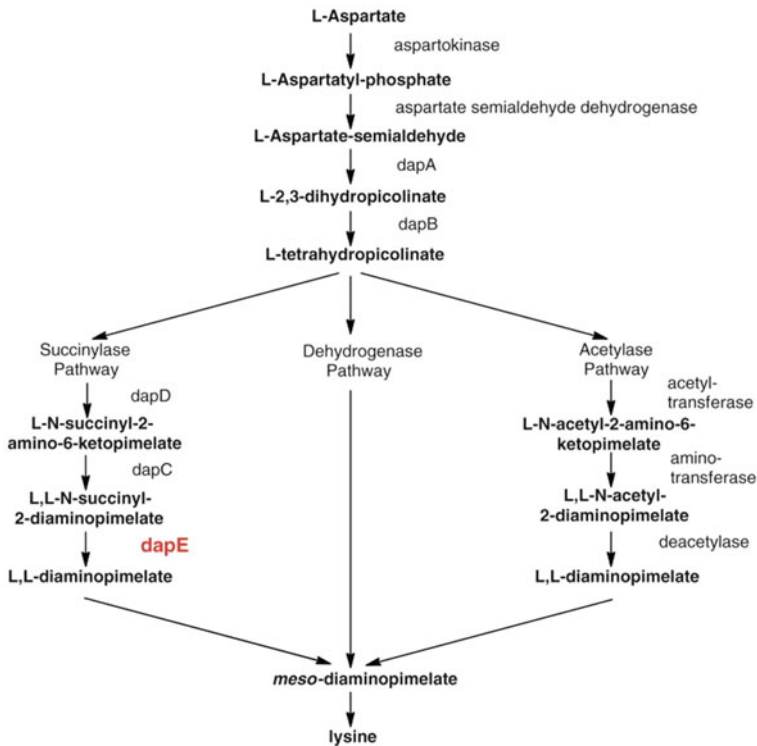 L-Aspartate
aspartokinase
L-Aspartatyl-phosphate
aspartate semialdehyde dehydrogenase
L-Aspartate-semialdehyde
dapA
L-2,3-dihydropicolinate
dapB
L-tetrahydropicolinate
Succinylase
Pathway
dapD
L-N-succinyl-2-
amino-6-ketopimelate
dapC
L,L-N-succinyl-
2-diaminopimelate
dapE
L,L-diaminopimelate
Dehydrogenase
Pathway
Acetylase
Pathway
acetyl-
transferase
L-N-acetyl-2-amino-6-
ketopimelate
amino-
transferase
L,L-N-acetyl-
2-diaminopimelate
deacetylase
L,L-diaminopimelate
meso-diaminopimelate
lysine